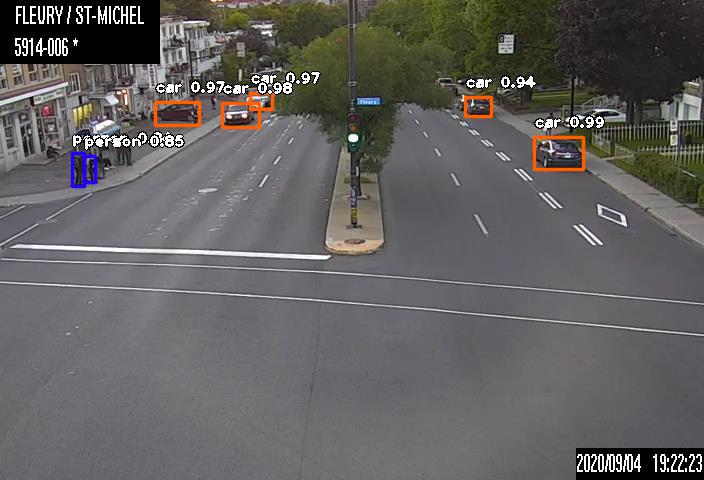 FLEURY / ST-MICHEL
5914-006 *
car 0.97
car 0.98
car 0.97
car 0.94
Fleury
car 0.99
person 0.85
2020/09/04 19:22:23